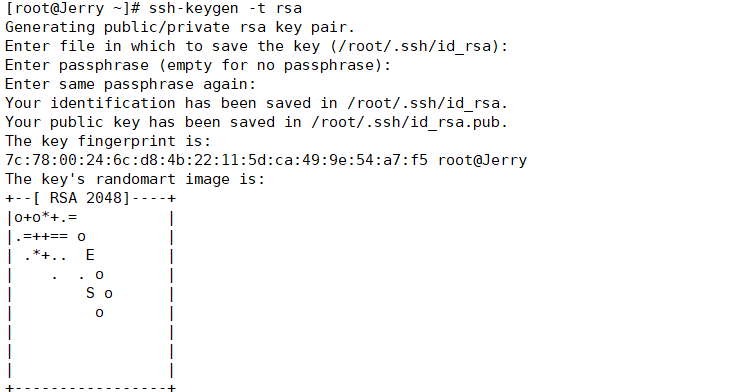 [root@Jerry ~]# ssh-keygen -t rsa
Generating public/private rsa key pair.
Enter file in which to save the key (/root/.ssh/id_rsa):
Enter passphrase (empty for no passphrase):
Enter same passphrase again:
Your identification has been saved in /root/.ssh/id_rsa.
Your public key has been saved in /root/.ssh/id_rsa.pub.
The key fingerprint is:
7c:78:00:24:6c:d8:4b:22:11:5d:ca:49:9e:54:a7:f5 root@Jerry
The key's randomart image is:
+--[ RSA 2048]----+
|o+o*+.=          |
|.=++== o         |
| .*+..  E        |
|    .  . o       |
|        S o      |
|         o       |
|                 |
|                 |
|                 |
+-----------------+